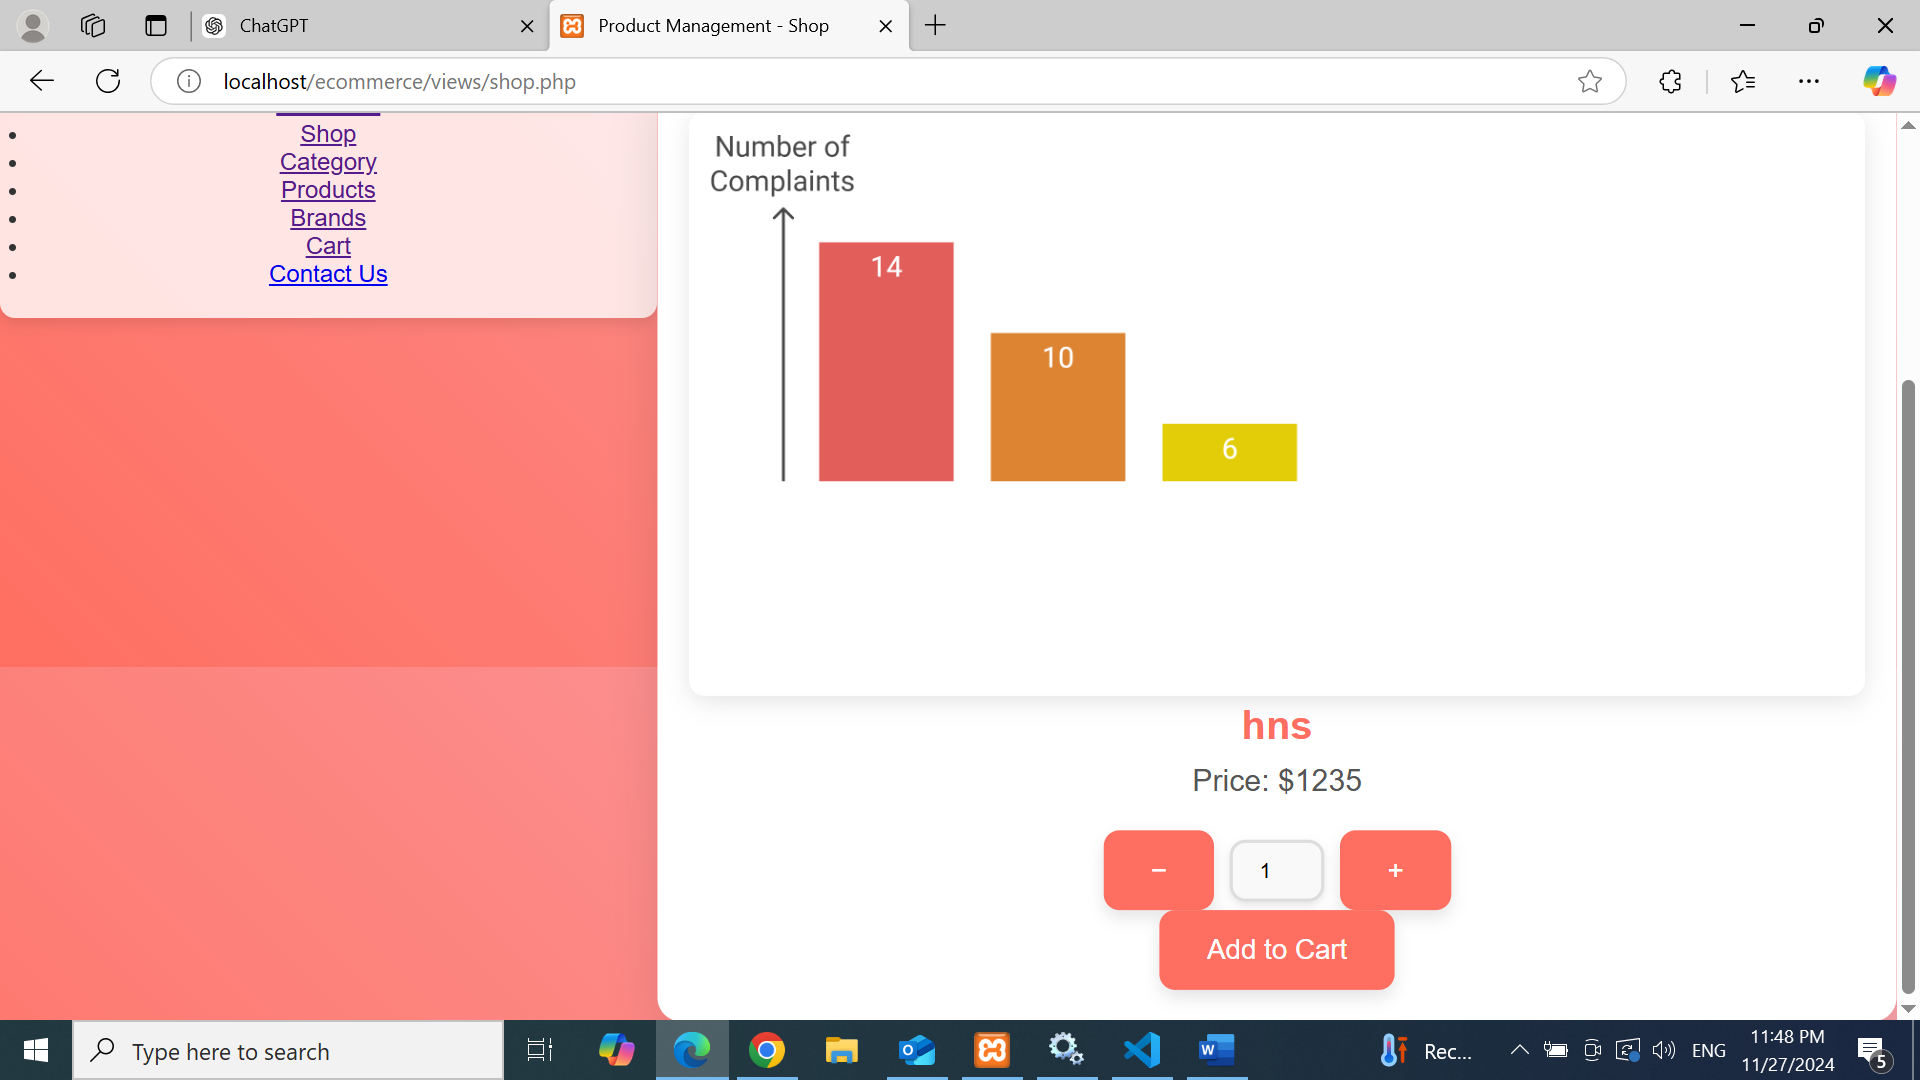 ChatGPT
Product Management - Shop
localhost/ecommerce/views/shop.php
Shop
Category
Products
Brands
Cart
Contact Us
Number of
Complaints
14
10
6
hns
Price: $1235
−
1
+
Add to Cart
Type here to search
Rec...
ENG
11:48 PM
11/27/2024
5